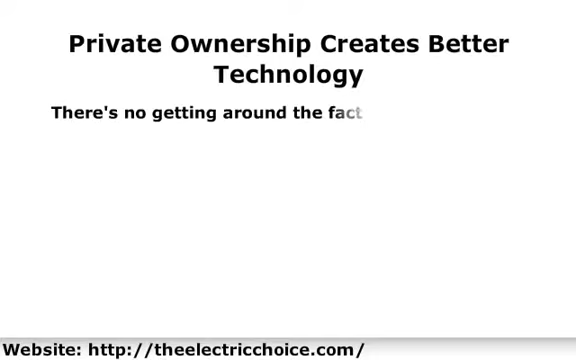 Private Ownership Creates Better
Technology
There's no getting around the fact
Website: http://theelectricchoice.com/